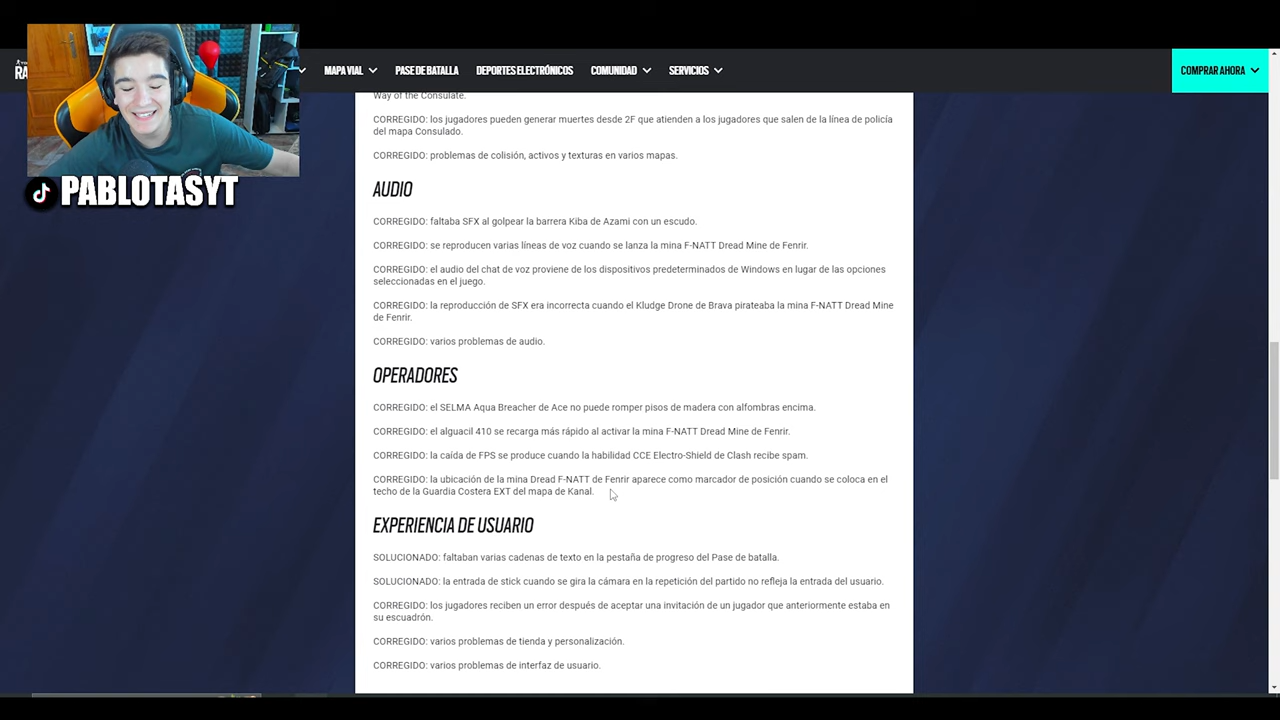 RA
MAPA VIAL
PASE DE BATALLA
DEPORTES ELECTRÓNICOS
COMUNIDAD
SERVICIOS
COMPRAR AHORA
PABLOTASYT
Way of the Consulate.
CORREGIDO: los jugadores pueden generar muertes desde 2F que atienden a los jugadores que salen de la línea de policía
del mapa Consulado.
CORREGIDO: problemas de colisión, activos y texturas en varios mapas.
AUDIO
CORREGIDO: faltaba SFX al golpear la barrera Kiba de Azami con un escudo.
CORREGIDO: se reproducen varias líneas de voz cuando se lanza la mina F-NATT Dread Mine de Fenrir.
CORREGIDO: el audio del chat de voz proviene de los dispositivos predeterminados de Windows en lugar de las opciones
seleccionadas en el juego.
CORREGIDO: la reproducción de SFX era incorrecta cuando el Kludge Drone de Brava pirateaba la mina F-NATT Dread Mine
de Fenrir.
CORREGIDO: varios problemas de audio.
OPERADORES
CORREGIDO: el SELMA Aqua Breacher de Ace no puede romper pisos de madera con alfombras encima.
CORREGIDO: el alguacil 410 se recarga más rápido al activar la mina F-NATT Dread Mine de Fenrir.
CORREGIDO: la caída de FPS se produce cuando la habilidad CCE Electro-Shield de Clash recibe spam.
CORREGIDO: la ubicación de la mina Dread F-NATT de Fenrir aparece como marcador de posición cuando se coloca en el
techo de la Guardia Costera EXT del mapa de Kanal.
EXPERIENCIA DE USUARIO
SOLUCIONADO: faltaban varias cadenas de texto en la pestaña de progreso del Pase de batalla.
SOLUCIONADO: la entrada de stick cuando se gira la cámara en la repetición del partido no refleja la entrada del usuario.
CORREGIDO: los jugadores reciben un error después de aceptar una invitación de un jugador que anteriormente estaba en
su escuadrón.
CORREGIDO: varios problemas de tienda y personalización.
CORREGIDO: varios problemas de interfaz de usuario.